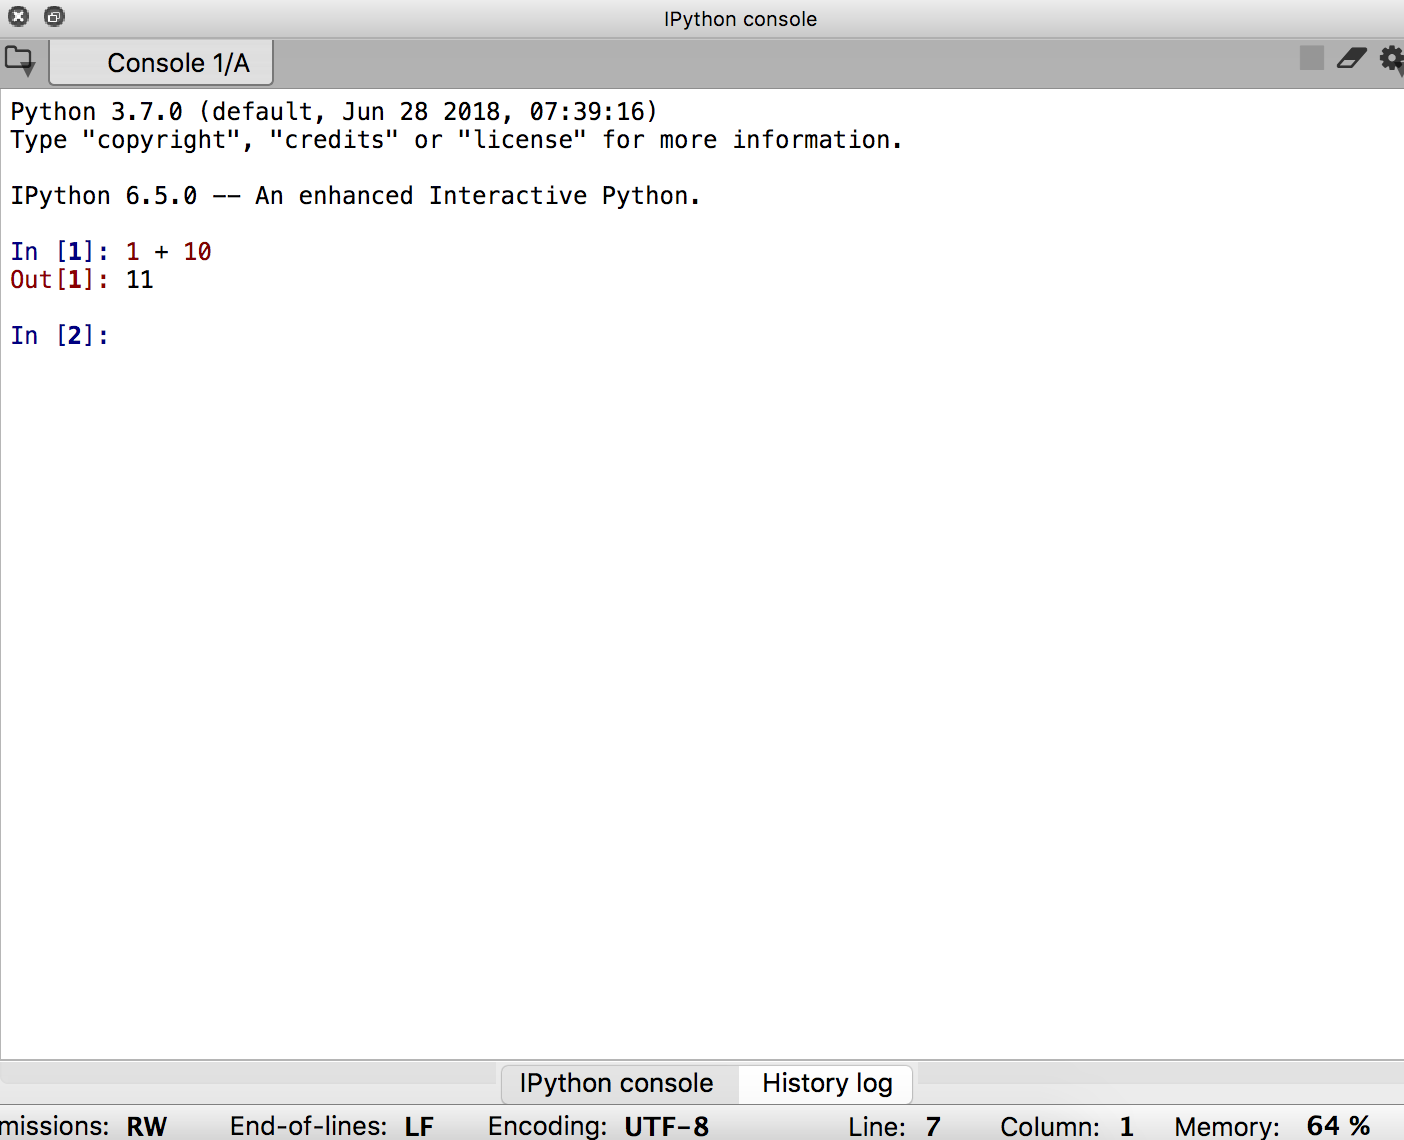 IPython console
Console 1/A
Python 3.7.0 (default, Jun 28 2018, 07:39:16)
Type "copyright", "credits" or "license" for more information.
IPython 6.5.0 -- An enhanced Interactive Python.
In [1]: 1 + 10
Out[1]: 11
In [2]:
IPython console History log
missions: RW End-of-lines: LF Encoding: UTF-8 Line: 7 Column: 1 Memory: 64 %